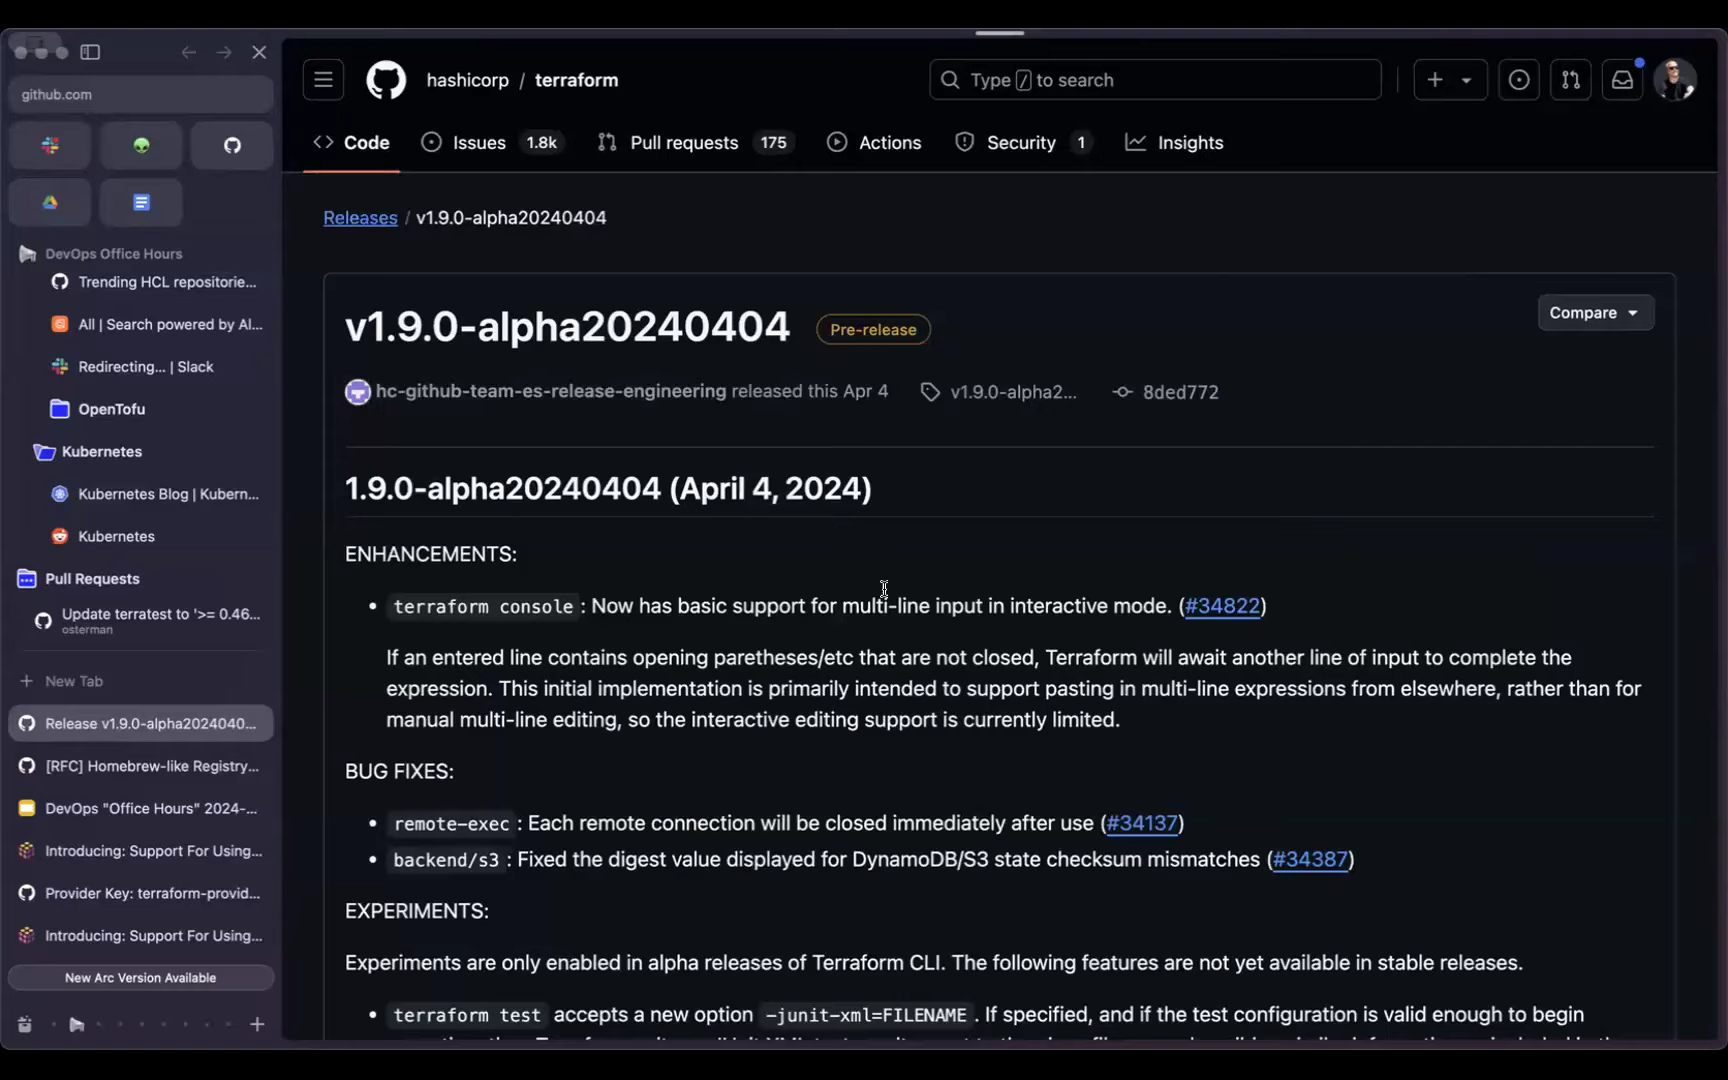 github.com
DevOps Office Hours
Trending HCL repositorie...
All | Search powered by Al...
Redirecting... | Slack
OpenTofu
Kubernetes
Kubernetes Blog | Kubern...
Kubernetes
Pull Requests
Update terratest to '>= 0.46...
osterman
New Tab
Release v1.9.0-alpha2024040...
[RFC] Homebrew-like Registry...
DevOps "Office Hours" 2024-...
Introducing: Support For Using...
Provider Key: terraform-provid...
Introducing: Support For Using...
New Arc Version Available
hashicorp / terraform
Type / to search
Code
Issues 1.8k
Pull requests 175
Actions
Security 1
Insights
Releases / v1.9.0-alpha20240404
v1.9.0-alpha20240404 Pre-release
Compare
hc-github-team-es-release-engineering released this Apr 4 v1.9.0-alpha2... 8ded772
1.9.0-alpha20240404 (April 4, 2024)
ENHANCEMENTS:
• terraform console : Now has basic support for multi-line input in interactive mode. (#34822)
If an entered line contains opening paretheses/etc that are not closed, Terraform will await another line of input to complete the
expression. This initial implementation is primarily intended to support pasting in multi-line expressions from elsewhere, rather than for
manual multi-line editing, so the interactive editing support is currently limited.
BUG FIXES:
• remote-exec : Each remote connection will be closed immediately after use (#34137)
• backend/s3 : Fixed the digest value displayed for DynamoDB/S3 state checksum mismatches (#34387)
EXPERIMENTS:
Experiments are only enabled in alpha releases of Terraform CLI. The following features are not yet available in stable releases.
• terraform test accepts a new option -junit-xml=FILENAME . If specified, and if the test configuration is valid enough to begin